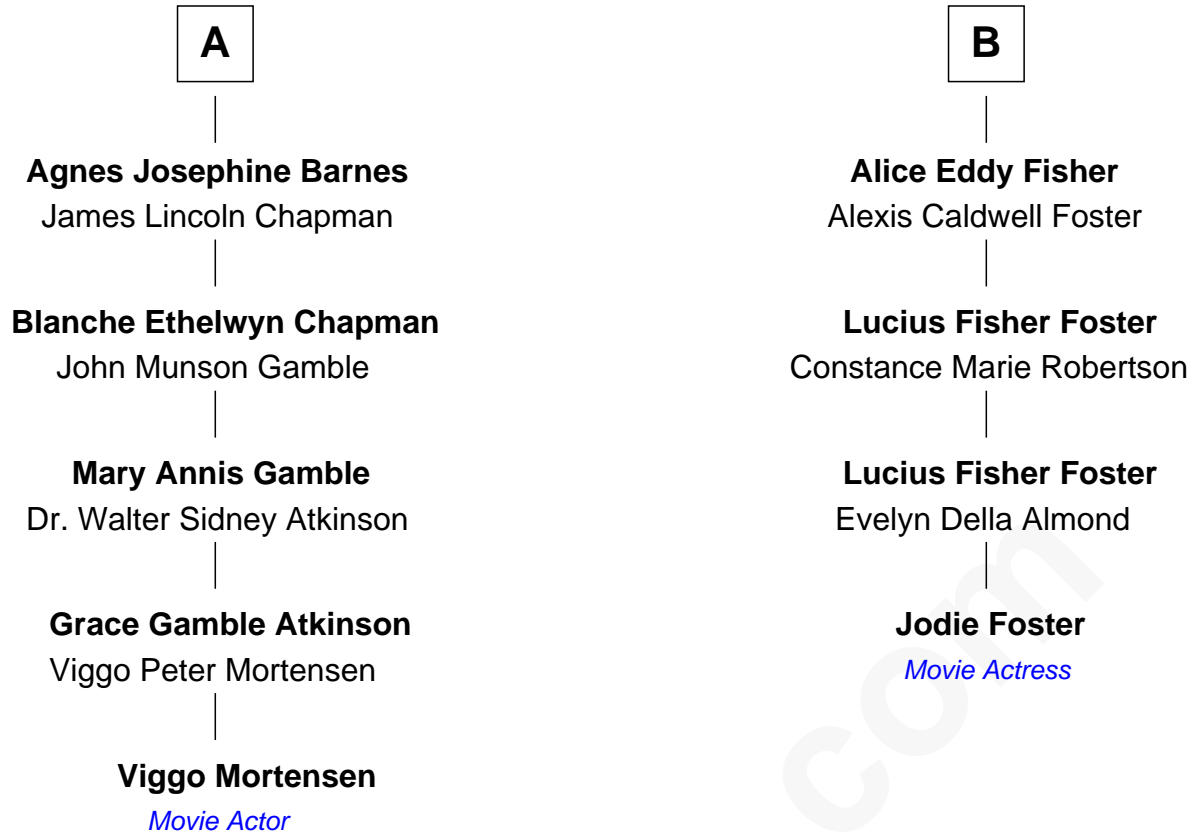 A
Agnes Josephine Barnes
James Lincoln Chapman
Blanche Ethelwyn Chapman
John Munson Gamble
Mary Annis Gamble
Dr. Walter Sidney Atkinson
Grace Gamble Atkinson
Viggo Peter Mortensen
Viggo Mortensen
Movie Actor
B
Alice Eddy Fisher
Alexis Caldwell Foster
Lucius Fisher Foster
Constance Marie Robertson
Lucius Fisher Foster
Evelyn Della Almond
Jodie Foster
Movie Actress
com